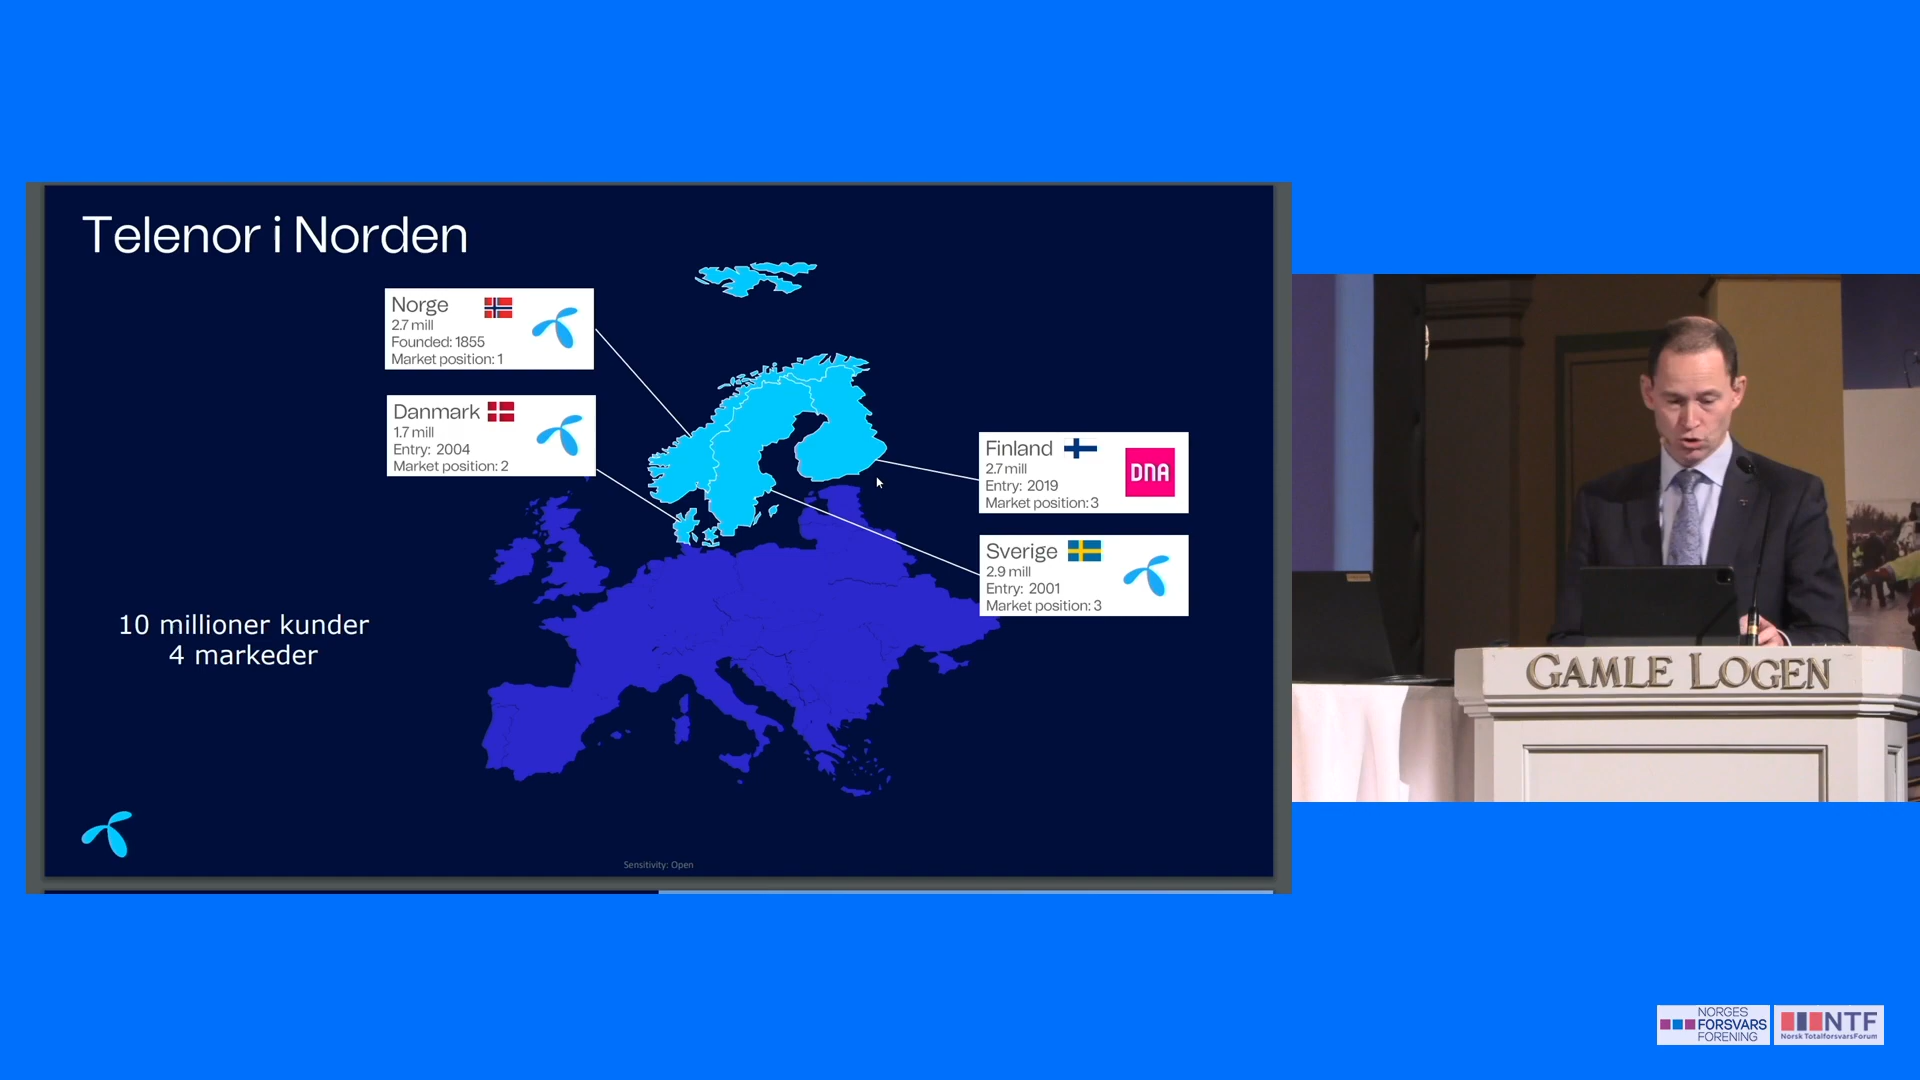 Telenor i Norden
Norge
2.7 mill
Founded: 1855
Market position: 1
Danmark
1.7 mill
Entry: 2004
Market position: 2
Finland
2.7 mill
Entry: 2019
Market position: 3
DNA
Sverige
2.9 mill
Entry: 2001
Market position: 3
10 millioner kunder
4 markeder
Sensitivity: Open
GAMLE LOGEN
NORGES
FORSVARS
FORENING
NTF
Norsk TotalforsvarsForum